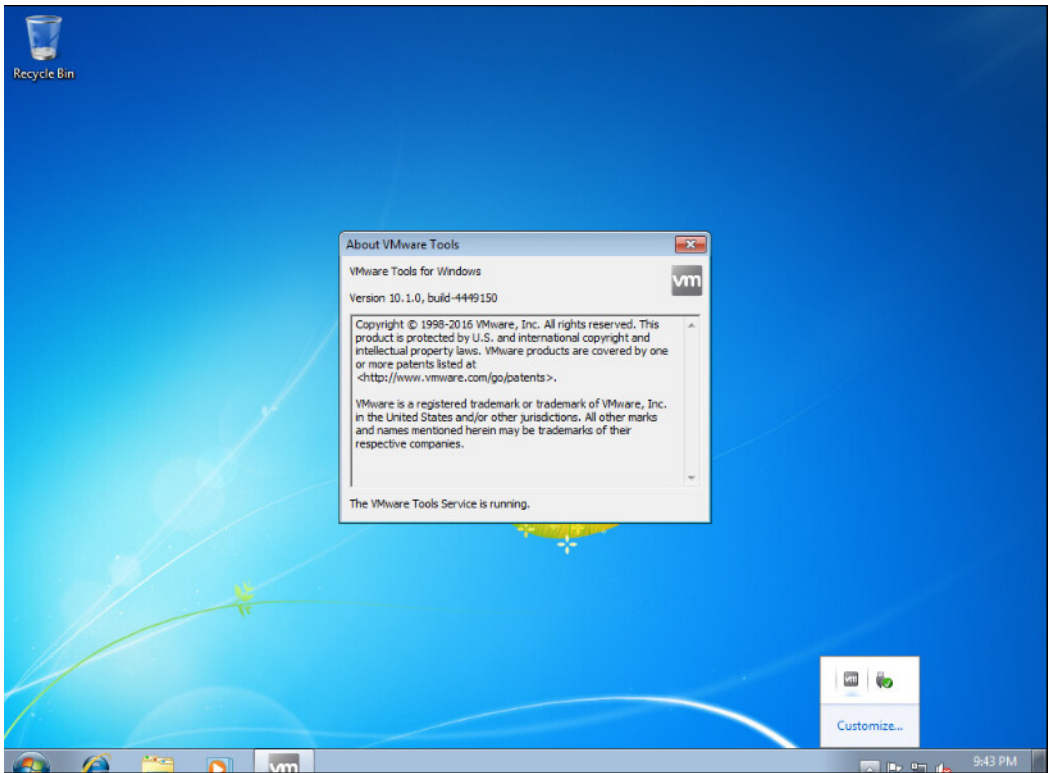 Recycle Bin
About VMware Tools
VMware Tools for Windows
vm
Version 10.1.0, build-4449150
Copyright © 1998-2016 VMware, Inc. All rights reserved. This
product is protected by U.S. and international copyright and
intellectual property laws. VMware products are covered by one
or more patents listed at
<http://www.vmware.com/go/patents>.
VMware is a registered trademark or trademark of VMware, Inc.
in the United States and/or other jurisdictions. All other marks
and names mentioned herein may be trademarks of their
respective companies.
The VMware Tools Service is running.
vm
Customize...
vm
9:43 PM